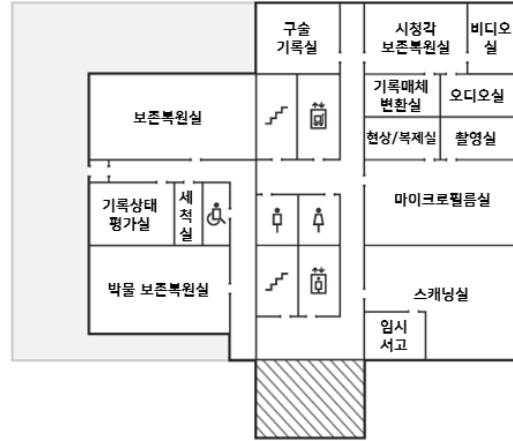 구술
기록실
시청각
보존복원실
비디오
실
기록매체
변환실
오디오실
보존복원실
현상/복제실
촬영실
기록상태
평가실
세
척
실
마이크로필름실
박물 보존복원실
스캐닝실
임시
서고